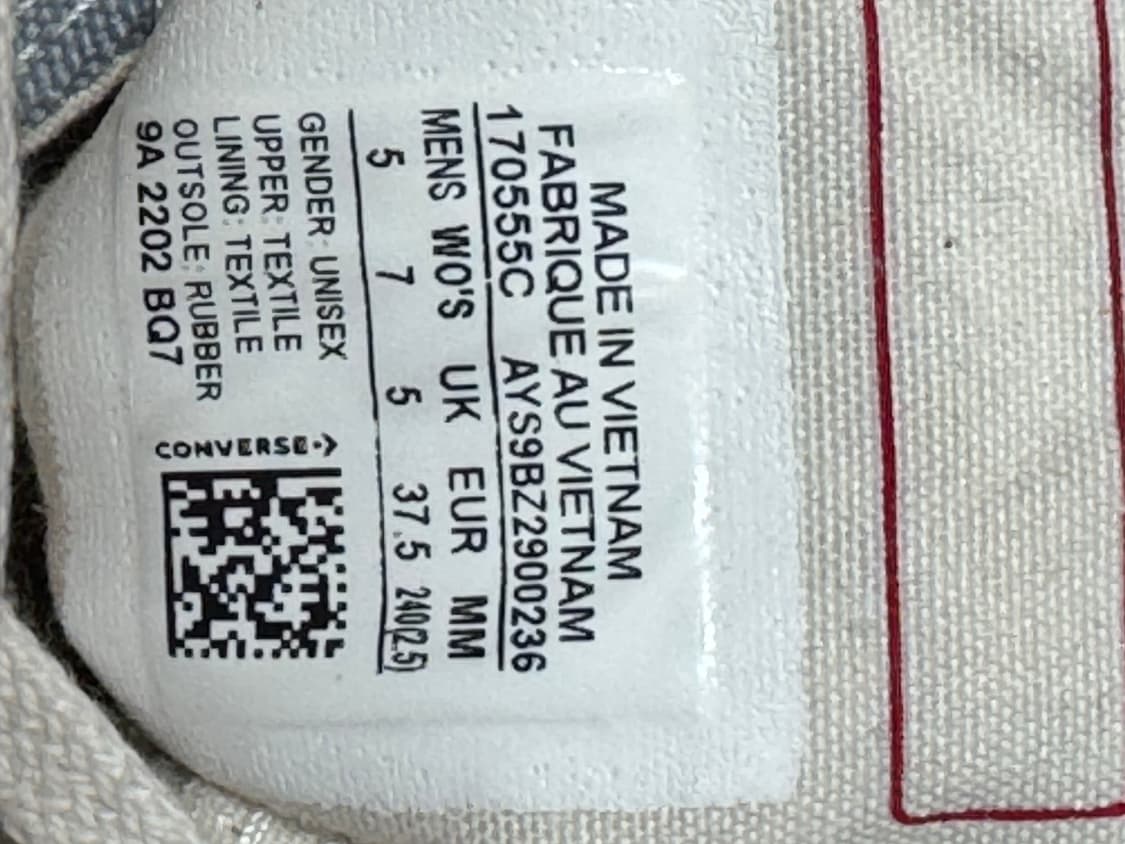 MADE IN VIETNAM
FABRIQUE AU VIETNAM
170555C AYS9BZ2900236
MENS WO'S UK EUR MM
5 7 5 37.5 240(2.5)
GENDER: UNISEX
UPPER: TEXTILE
LINING: TEXTILE
OUTSOLE: RUBBER
9A 2202 BQ7
CONVERSE